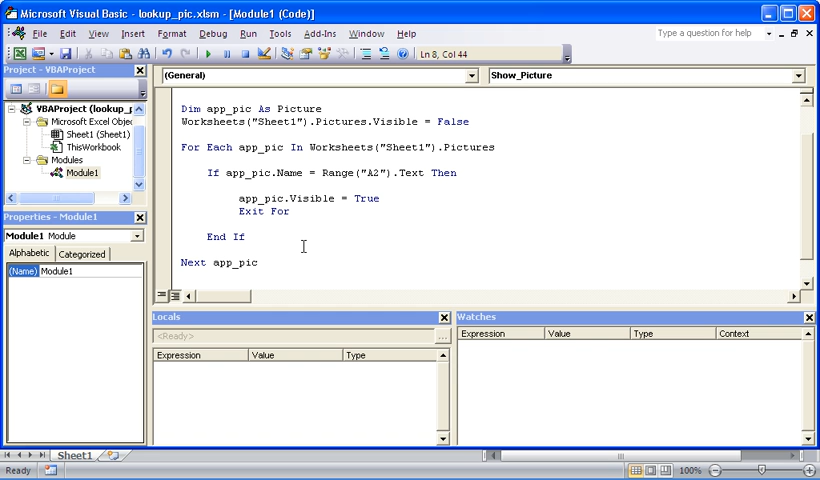 Microsoft Visual Basic - lookup_pic.xlsm - [Module1 (Code)]
File Edit View Insert Format Debug Run Tools Add-Ins Window Help
Type a question for help
Ln 8, Col 44
Project - VBAProject
(General)
Show_Picture
VBAProject (lookup_p
Microsoft Excel Objec
Sheet1 (Sheet1)
ThisWorkbook
Modules
Module1
Dim app_pic As Picture
Worksheets("Sheet1").Pictures.Visible = False
For Each app_pic In Worksheets("Sheet1").Pictures
If app_pic.Name = Range("A2").Text Then
app_pic.Visible = True
Exit For
End If
Next app_pic
Properties - Module1
Module1 Module
Alphabetic Categorized
(Name) Module1
Locals
<Ready>
Expression Value Type
Watches
Expression Value Type Context
Sheet1
Ready
100%